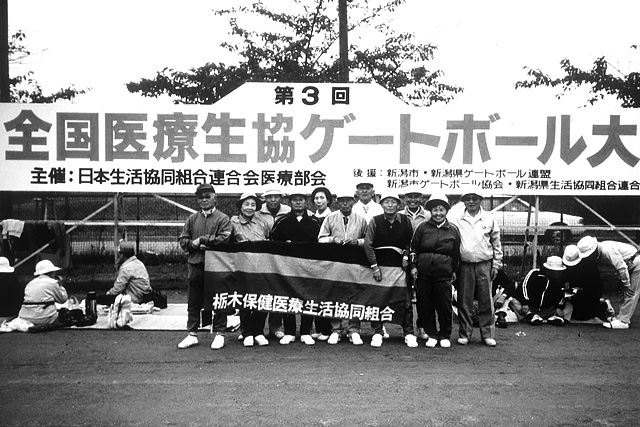 第3回
全国医療生協ゲートボール大
主催:日本生活協同組合連合会医療部会
後援:新潟市・新潟県ゲートボール連盟
新潟市ゲートボーツ協会・新潟県生活協同組合連合
栃木保健医療生活協同組合